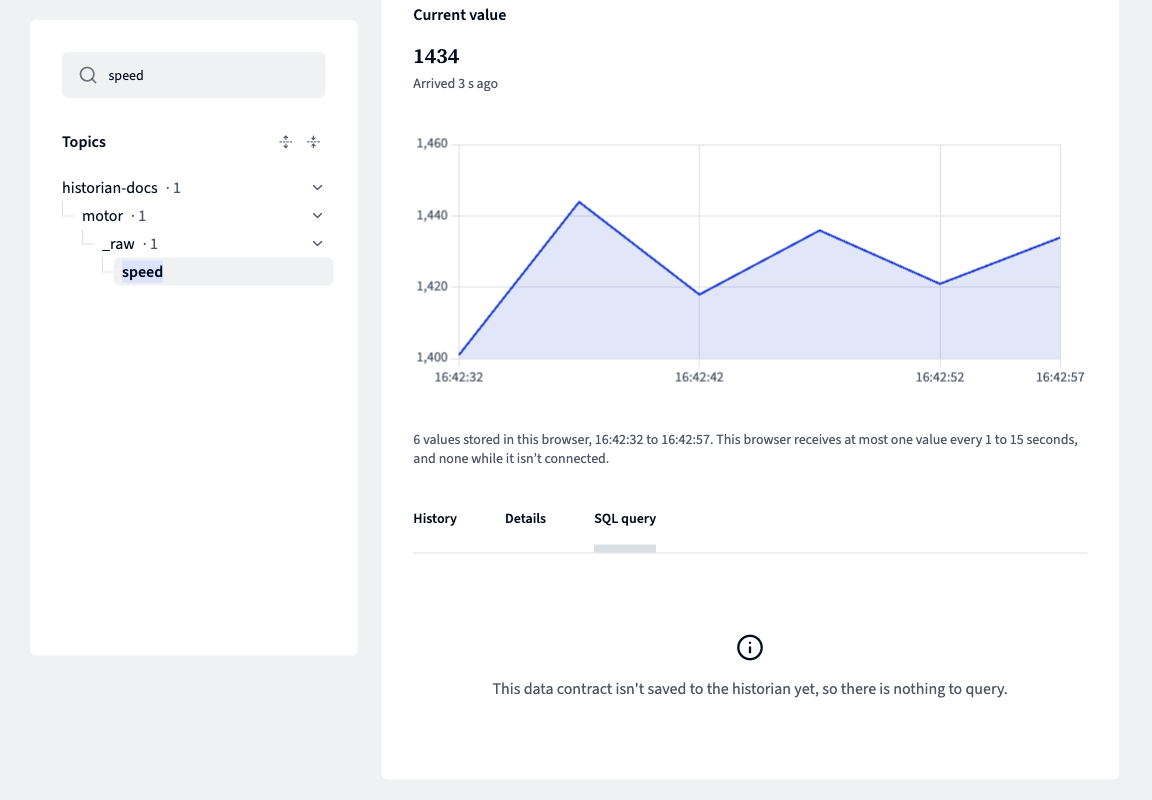 speed
Topics
historian-docs · 1
motor · 1
_raw · 1
speed
Current value
1434
Arrived 3 s ago
1,460
1,440
1,420
1,400
16:42:32 16:42:42 16:42:52 16:42:57
6 values stored in this browser, 16:42:32 to 16:42:57. This browser receives at most one value every 1 to 15 seconds,
and none while it isn’t connected.
History Details SQL query
This data contract isn't saved to the historian yet, so there is nothing to query.